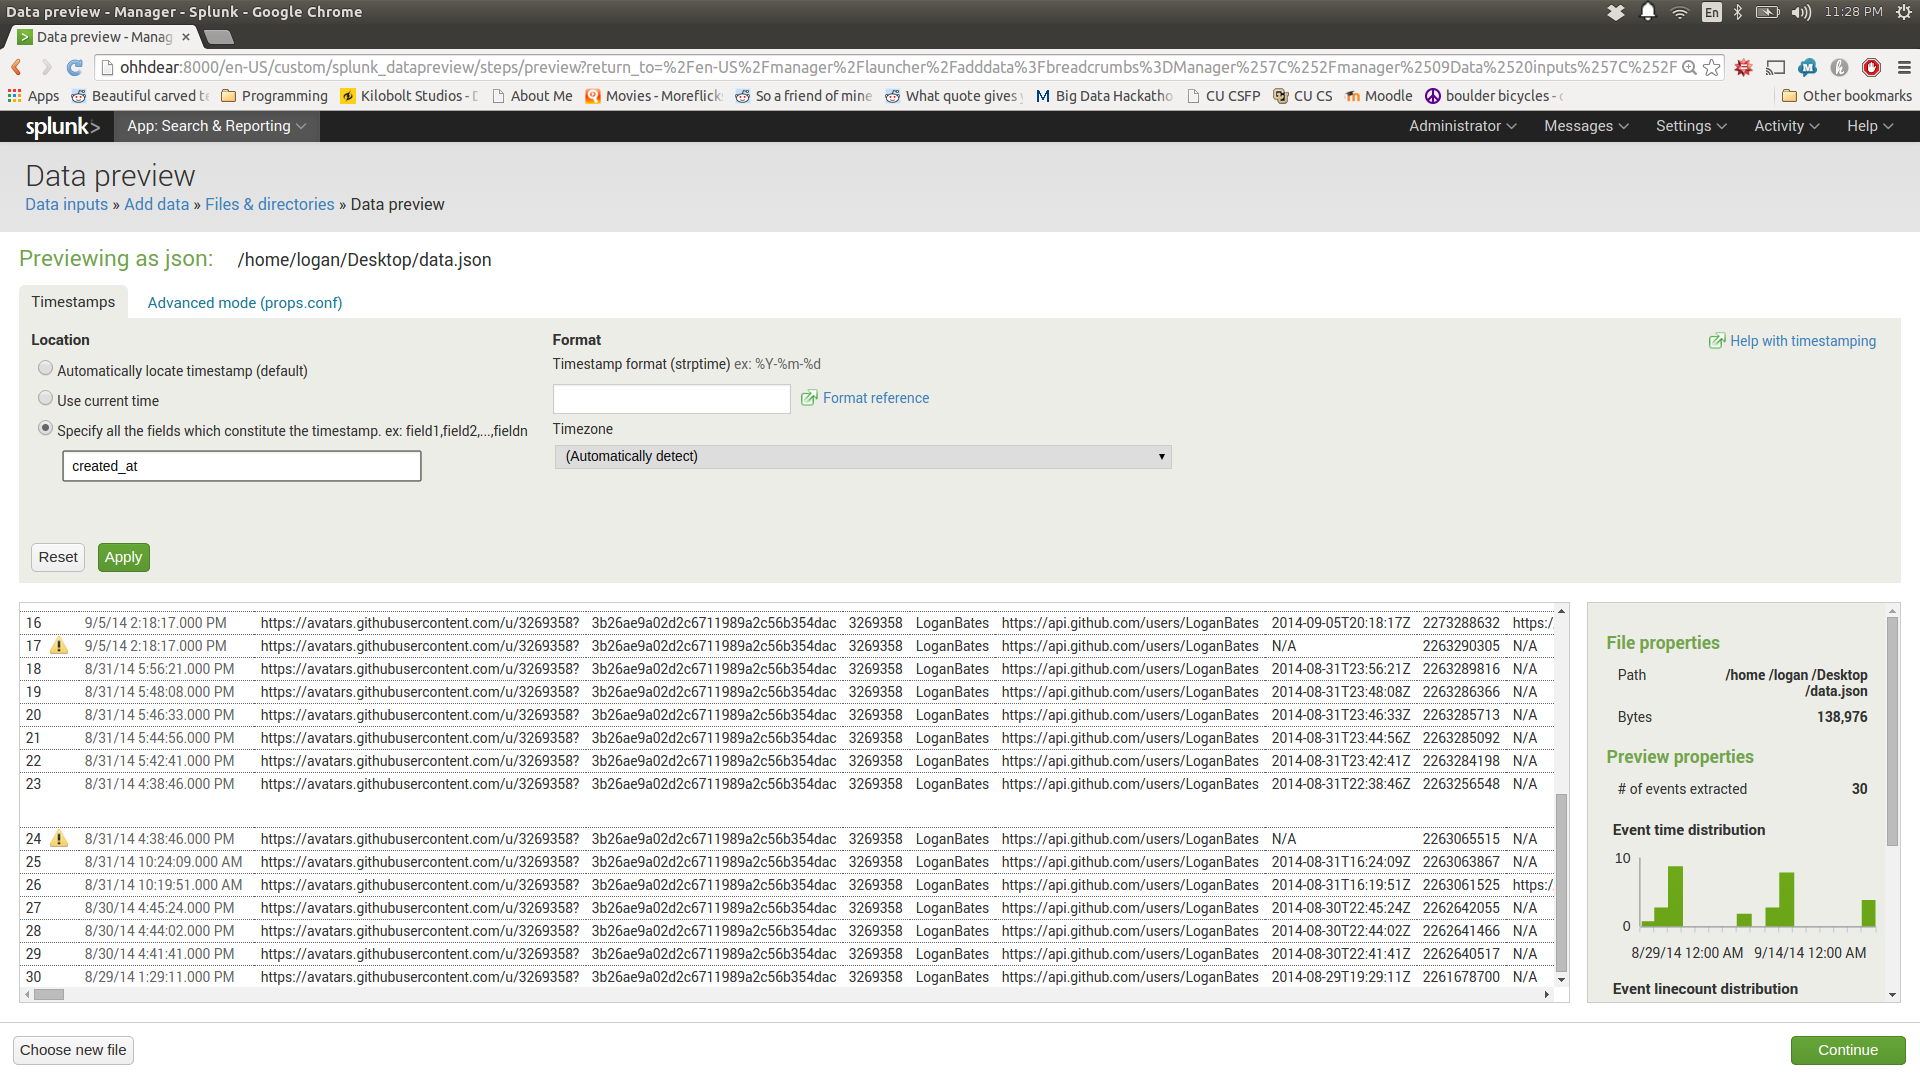 Data preview - Manager - Splunk - Google Chrome
En
11:28 PM
Data preview - Manag
ohhdear:8000/en-US/custom/splunk_datapreview/steps/preview?return_to=%2Fen-US%2Fmanager%2Flauncher%2Fadddata%3Fbreadcrumbs%3DManager%257C%252Fmanager%2509Data%2520inputs%257C%252F
Apps Beautiful carved t Programming Kilobolt Studios - About Me Movies - Moreflick So a friend of mine What quote gives Big Data Hackatho CU CSFP CU CS Moodle boulder bicycles - Other bookmarks
splunk> App: Search & Reporting Administrator Messages Settings Activity Help
Data preview
Data inputs » Add data » Files & directories » Data preview
Previewing as json: /home/logan/Desktop/data.json
Timestamps Advanced mode (props.conf)
Location Format Help with timestamping
Automatically locate timestamp (default) Timestamp format (strptime) ex: %Y-%m-%d
Use current time Format reference
Specify all the fields which constitute the timestamp. ex: field1,field2,...,fieldn Timezone
created_at (Automatically detect)
Reset Apply
16 9/5/14 2:18:17.000 PM https://avatars.githubusercontent.com/u/3269358? 3b26ae9a02d2c6711989a2c56b354dac 3269358 LoganBates https://api.github.com/users/LoganBates 2014-09-05T20:18:17Z 2273288632 https:/
17 9/5/14 2:18:17.000 PM https://avatars.githubusercontent.com/u/3269358? 3b26ae9a02d2c6711989a2c56b354dac 3269358 LoganBates https://api.github.com/users/LoganBates N/A 2263290305 N/A
18 8/31/14 5:56:21.000 PM https://avatars.githubusercontent.com/u/3269358? 3b26ae9a02d2c6711989a2c56b354dac 3269358 LoganBates https://api.github.com/users/LoganBates 2014-08-31T23:56:21Z 2263289816 N/A
19 8/31/14 5:48:08.000 PM https://avatars.githubusercontent.com/u/3269358? 3b26ae9a02d2c6711989a2c56b354dac 3269358 LoganBates https://api.github.com/users/LoganBates 2014-08-31T23:48:08Z 2263286366 N/A
20 8/31/14 5:46:33.000 PM https://avatars.githubusercontent.com/u/3269358? 3b26ae9a02d2c6711989a2c56b354dac 3269358 LoganBates https://api.github.com/users/LoganBates 2014-08-31T23:46:33Z 2263285713 N/A
21 8/31/14 5:44:56.000 PM https://avatars.githubusercontent.com/u/3269358? 3b26ae9a02d2c6711989a2c56b354dac 3269358 LoganBates https://api.github.com/users/LoganBates 2014-08-31T23:44:56Z 2263285092 N/A
22 8/31/14 5:42:41.000 PM https://avatars.githubusercontent.com/u/3269358? 3b26ae9a02d2c6711989a2c56b354dac 3269358 LoganBates https://api.github.com/users/LoganBates 2014-08-31T23:42:41Z 2263284198 N/A
23 8/31/14 4:38:46.000 PM https://avatars.githubusercontent.com/u/3269358? 3b26ae9a02d2c6711989a2c56b354dac 3269358 LoganBates https://api.github.com/users/LoganBates 2014-08-31T22:38:46Z 2263256548 N/A
24 8/31/14 4:38:46.000 PM https://avatars.githubusercontent.com/u/3269358? 3b26ae9a02d2c6711989a2c56b354dac 3269358 LoganBates https://api.github.com/users/LoganBates N/A 2263065515 N/A
25 8/31/14 10:24:09.000 AM https://avatars.githubusercontent.com/u/3269358? 3b26ae9a02d2c6711989a2c56b354dac 3269358 LoganBates https://api.github.com/users/LoganBates 2014-08-31T16:24:09Z 2263063867 N/A
26 8/31/14 10:19:51.000 AM https://avatars.githubusercontent.com/u/3269358? 3b26ae9a02d2c6711989a2c56b354dac 3269358 LoganBates https://api.github.com/users/LoganBates 2014-08-31T16:19:51Z 2263061525 https:/
27 8/30/14 4:45:24.000 PM https://avatars.githubusercontent.com/u/3269358? 3b26ae9a02d2c6711989a2c56b354dac 3269358 LoganBates https://api.github.com/users/LoganBates 2014-08-30T22:45:24Z 2262642055 N/A
28 8/30/14 4:44:02.000 PM https://avatars.githubusercontent.com/u/3269358? 3b26ae9a02d2c6711989a2c56b354dac 3269358 LoganBates https://api.github.com/users/LoganBates 2014-08-30T22:44:02Z 2262641466 N/A
29 8/30/14 4:41:41.000 PM https://avatars.githubusercontent.com/u/3269358? 3b26ae9a02d2c6711989a2c56b354dac 3269358 LoganBates https://api.github.com/users/LoganBates 2014-08-30T22:41:41Z 2262640517 N/A
30 8/29/14 1:29:11.000 PM https://avatars.githubusercontent.com/u/3269358? 3b26ae9a02d2c6711989a2c56b354dac 3269358 LoganBates https://api.github.com/users/LoganBates 2014-08-29T19:29:11Z 2261678700 N/A
File properties
Path /home /logan /Desktop
/data.json
Bytes 138,976
Preview properties
# of events extracted 30
Event time distribution
10
0
8/29/14 12:00 AM 9/14/14 12:00 AM
Event linecount distribution
Choose new file Continue